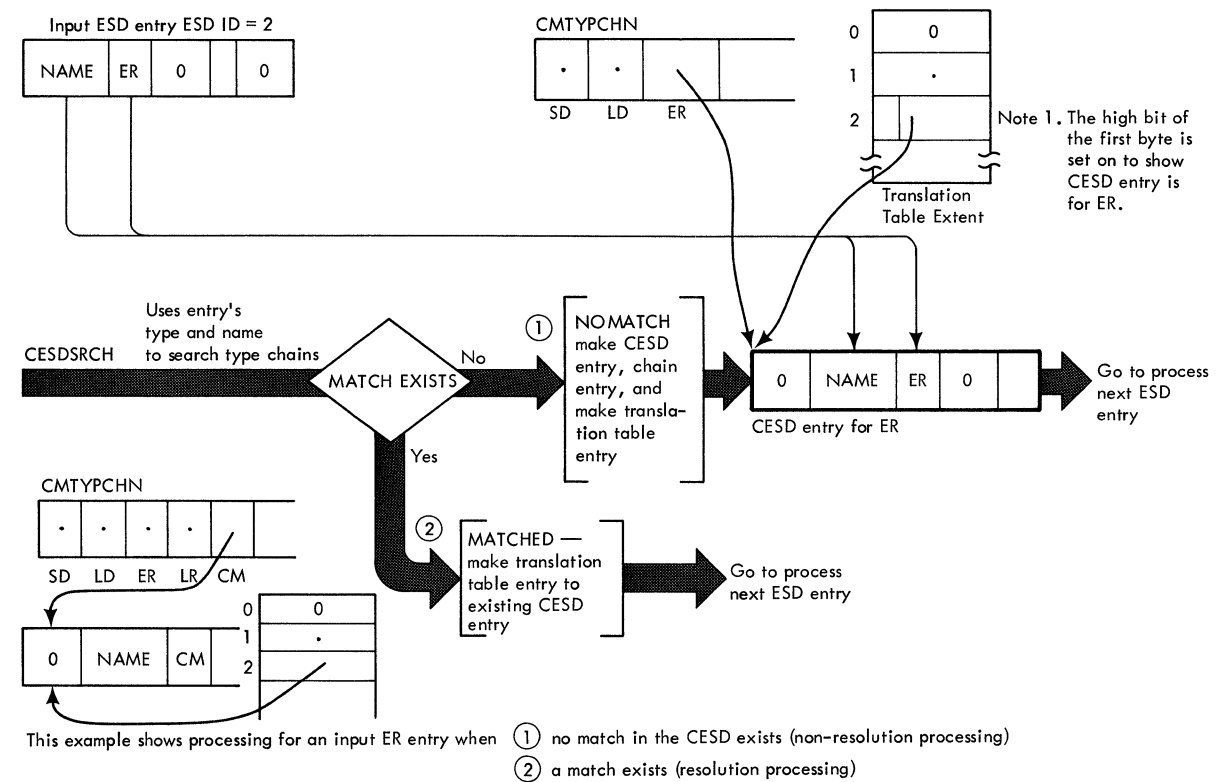 Input ESD entry ESD ID = 2
NAME ER 0 0
CMTYPCHN
SD LD ER
0 0
1
2
Translation
Table Extent
Note 1. The high bit of
the first byte is
set on to show
CESD entry is
for ER.
Uses entry's
type and name
to search type chains
CESDSRCH
MATCH EXISTS
No
Yes
1
NO MATCH
make CESD
entry, chain
entry, and
make transla-
tion table
entry
0 NAME ER 0
CESD entry for ER
Go to process
next ESD
entry
2
MATCHED —
make translation
table entry to
existing CESD
entry
Go to process
next ESD entry
CMTYPCHN
SD LD ER LR CM
0 NAME CM
0 0
1
2
This example shows processing for an input ER entry when 1 no match in the CESD exists (non-resolution processing)
2 a match exists (resolution processing)